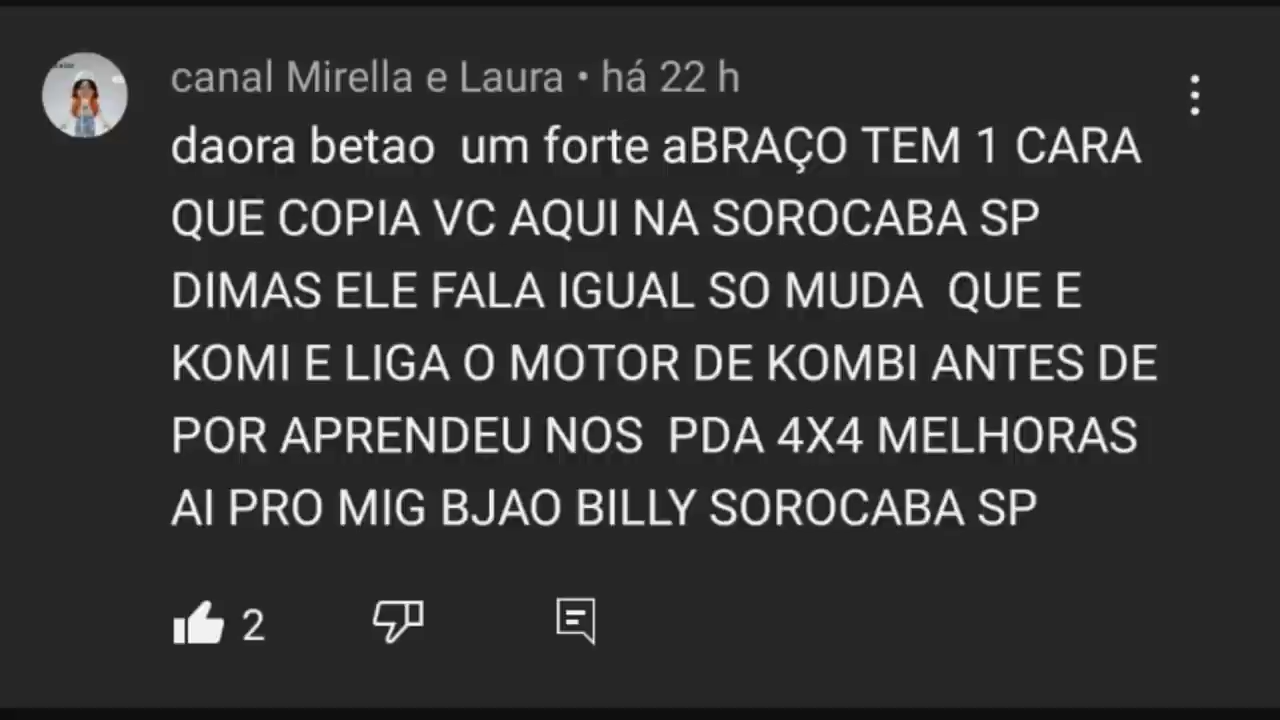 canal Mirella e Laura • há 22 h
daora betao  um forte aBRAÇO TEM 1 CARA
QUE COPIA VC AQUI NA SOROCABA SP
DIMAS ELE FALA IGUAL SO MUDA  QUE E
KOMI E LIGA O MOTOR DE KOMBI ANTES DE
POR APRENDEU NOS  PDA 4X4 MELHORAS
AI PRO MIG BJAO BILLY SOROCABA SP
2